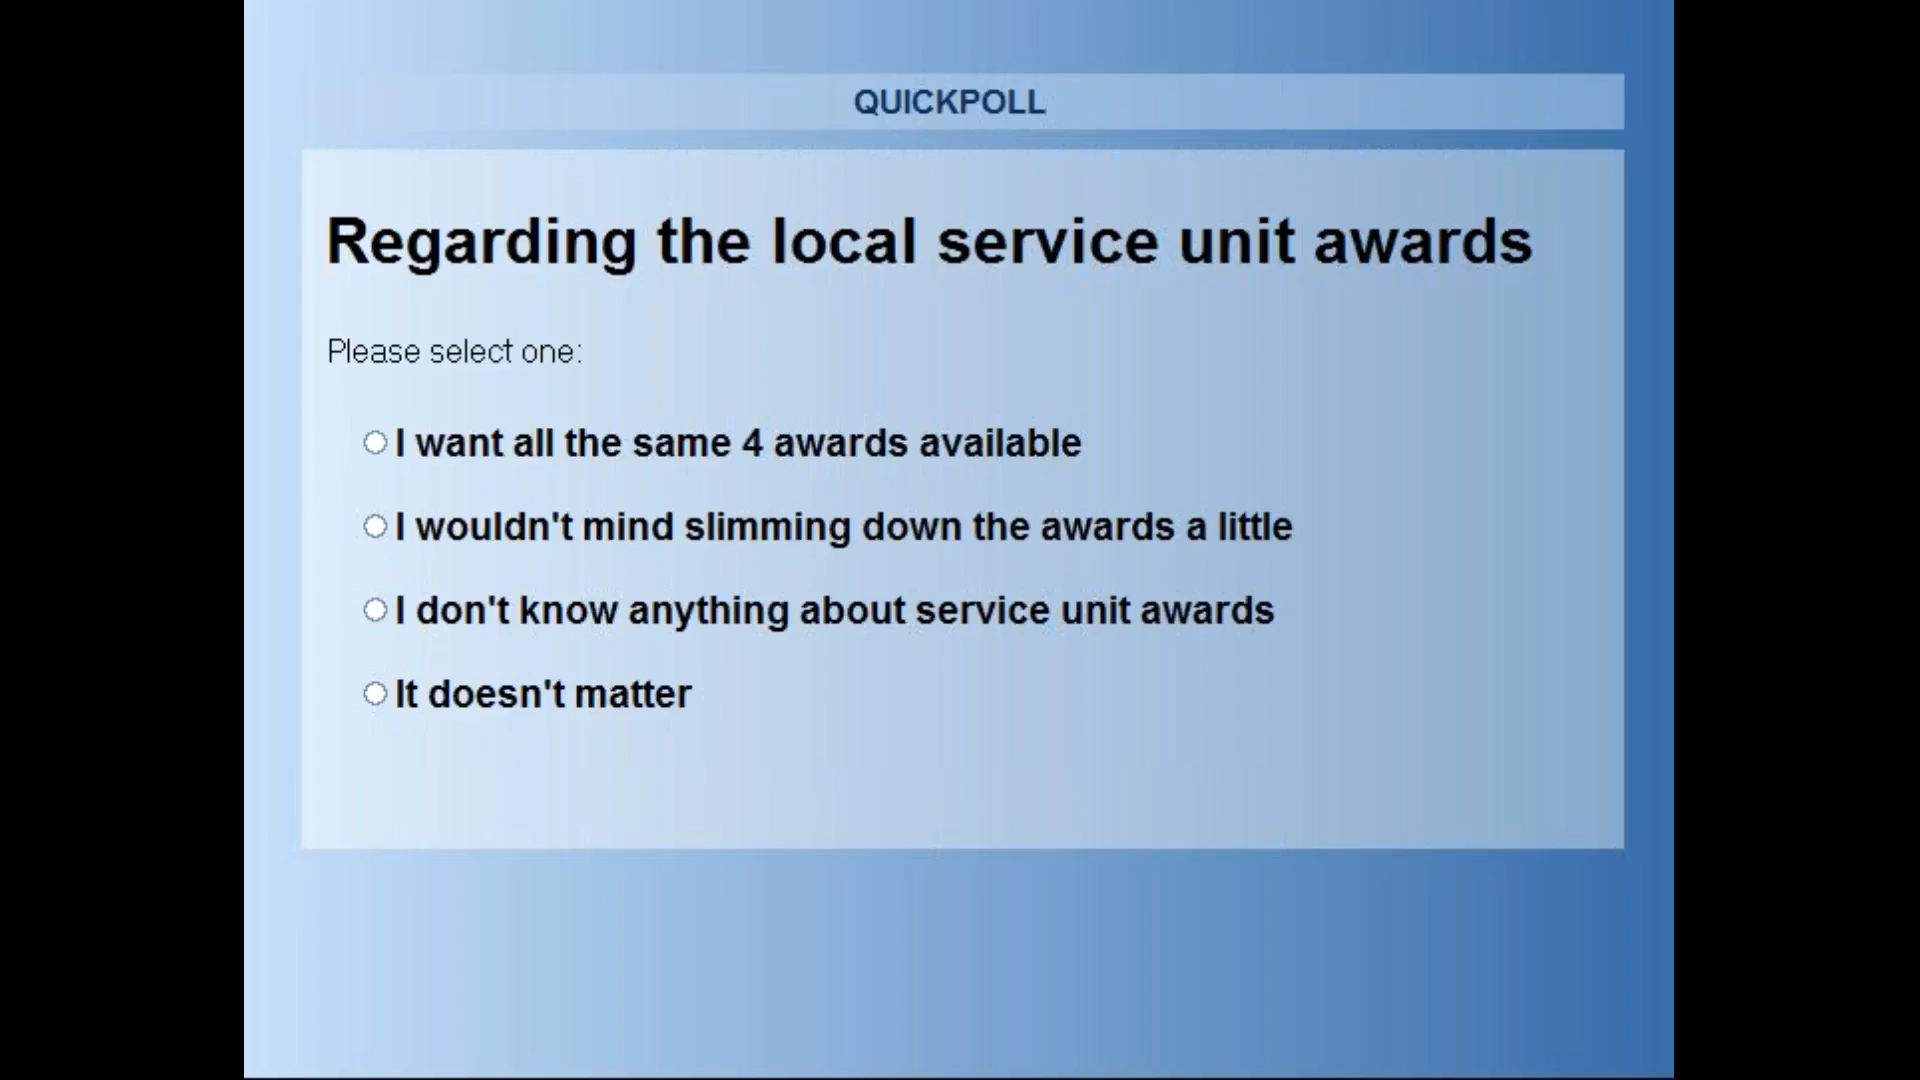 QUICKPOLL
Regarding the local service unit awards
Please select one:
I want all the same 4 awards available
I wouldn't mind slimming down the awards a little
I don't know anything about service unit awards
It doesn't matter